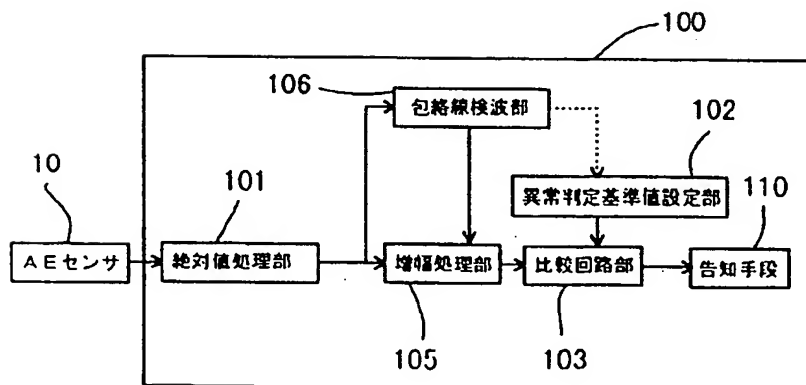 100
106
包絡線検波部
102
10
101
異常判定基準値設定部
110
AEセンサ
絶対値処理部
増幅処理部
比較回路部
告知手段
105
103